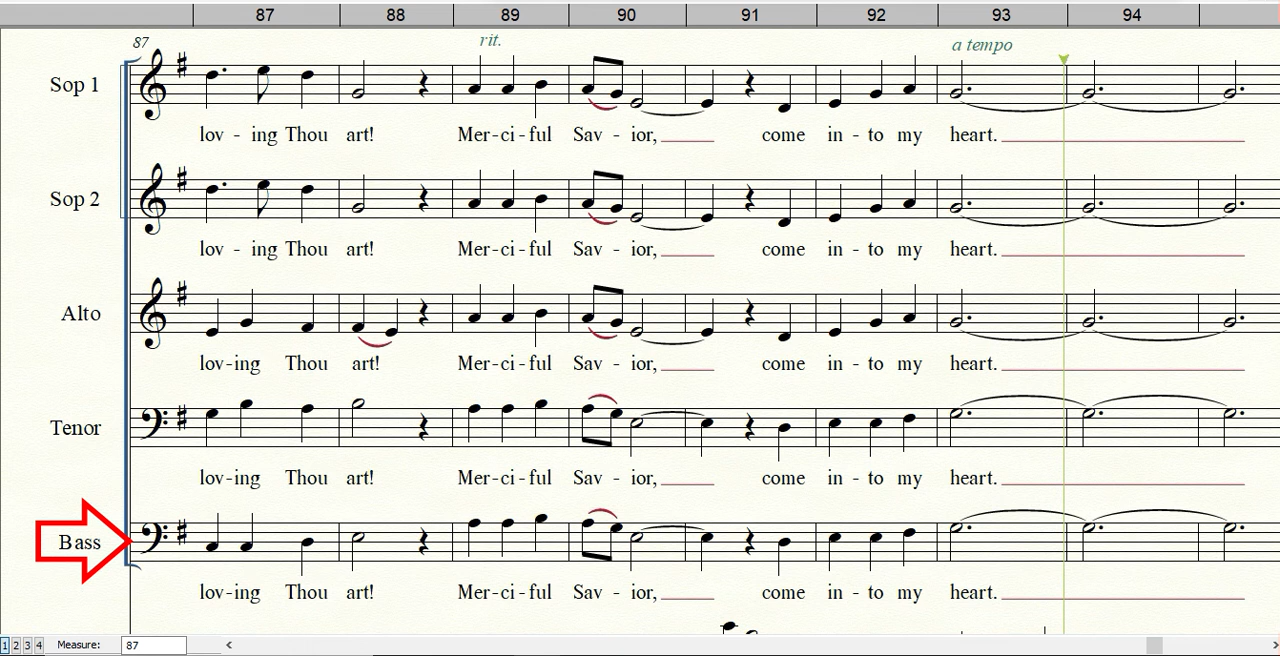 87 88 89 90 91 92 93 94
87 rit. a tempo
Sop 1
lov - ing Thou art! Mer-ci-ful Sav - ior, come in - to my heart.
Sop 2
lov - ing Thou art! Mer-ci-ful Sav - ior, come in - to my heart.
Alto
lov-ing Thou art! Mer-ci-ful Sav - ior, come in - to my heart.
Tenor
lov-ing Thou art! Mer-ci-ful Sav - ior, come in - to my heart.
Bass
lov-ing Thou art! Mer-ci-ful Sav - ior, come in - to my heart.
1 2 3 4 Measure: 87